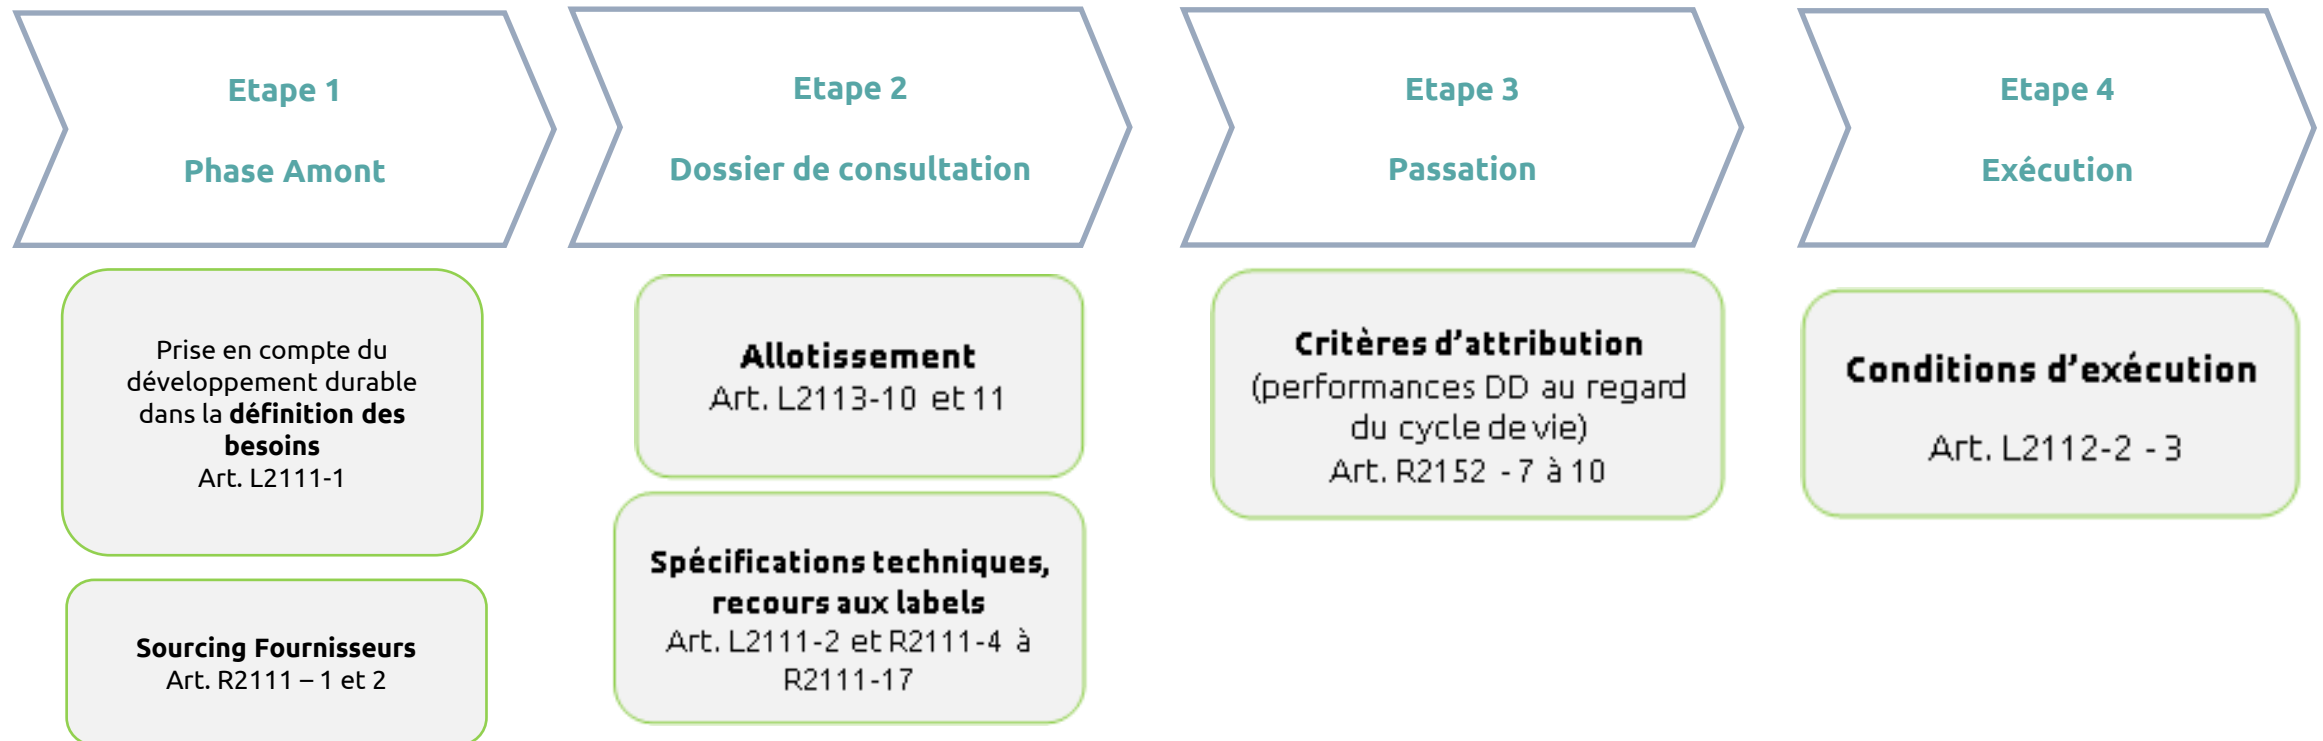 Etape 1
Phase Amont
Etape 2
Dossier de consultation
Etape 3
Passation
Etape 4
Exécution
Prise en compte du
développement durable
dans la définition des
besoins
Art. L2111-1
Sourcing Fournisseurs
Art. R2111 – 1 et 2
Allotissement
Art. L2113-10 et 11
Spécifications techniques,
recours aux labels
Art. L2111-2 et R2111-4 à
R2111-17
Critères d'attribution
(performances DD au regard
du cycle de vie)
Art. R2152 - 7 à 10
Conditions d'exécution
Art. L2112-2 - 3